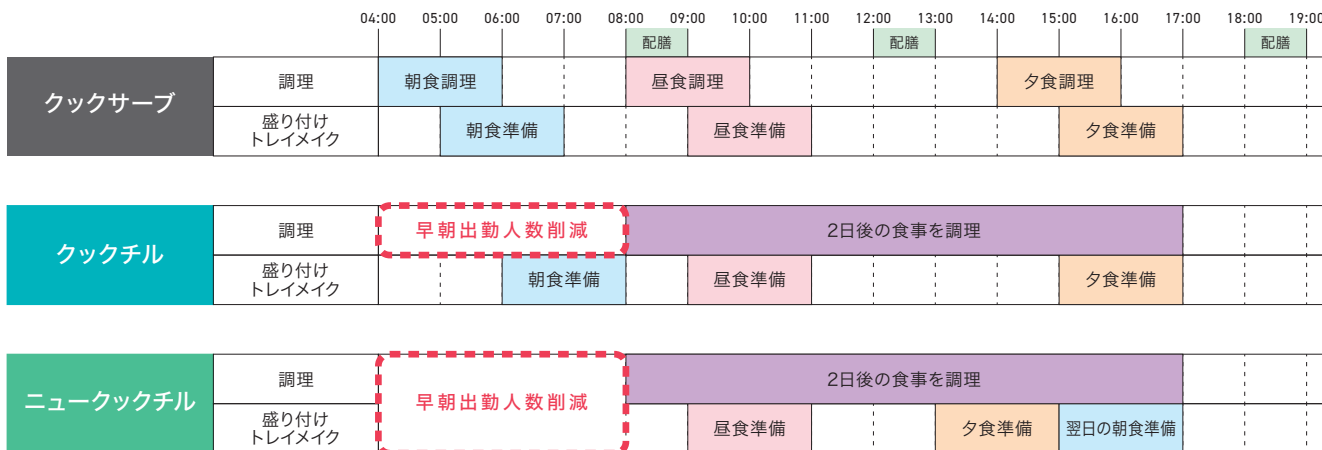 04:00 05:00 06:00 07:00 08:00 09:00 10:00 11:00 12:00 13:00 14:00 15:00 16:00 17:00 18:00 19:00
配膳 配膳 配膳
クックサーブ
調理
朝食調理 昼食調理 夕食調理
盛り付け
トレイメイク
朝食準備 昼食準備 夕食準備
クックチル
調理
早朝出勤人数削減 2日後の食事を調理
盛り付け
トレイメイク
朝食準備 昼食準備 夕食準備
ニュークックチル
調理
早朝出勤人数削減 2日後の食事を調理
盛り付け
トレイメイク
昼食準備 夕食準備 翌日の朝食準備